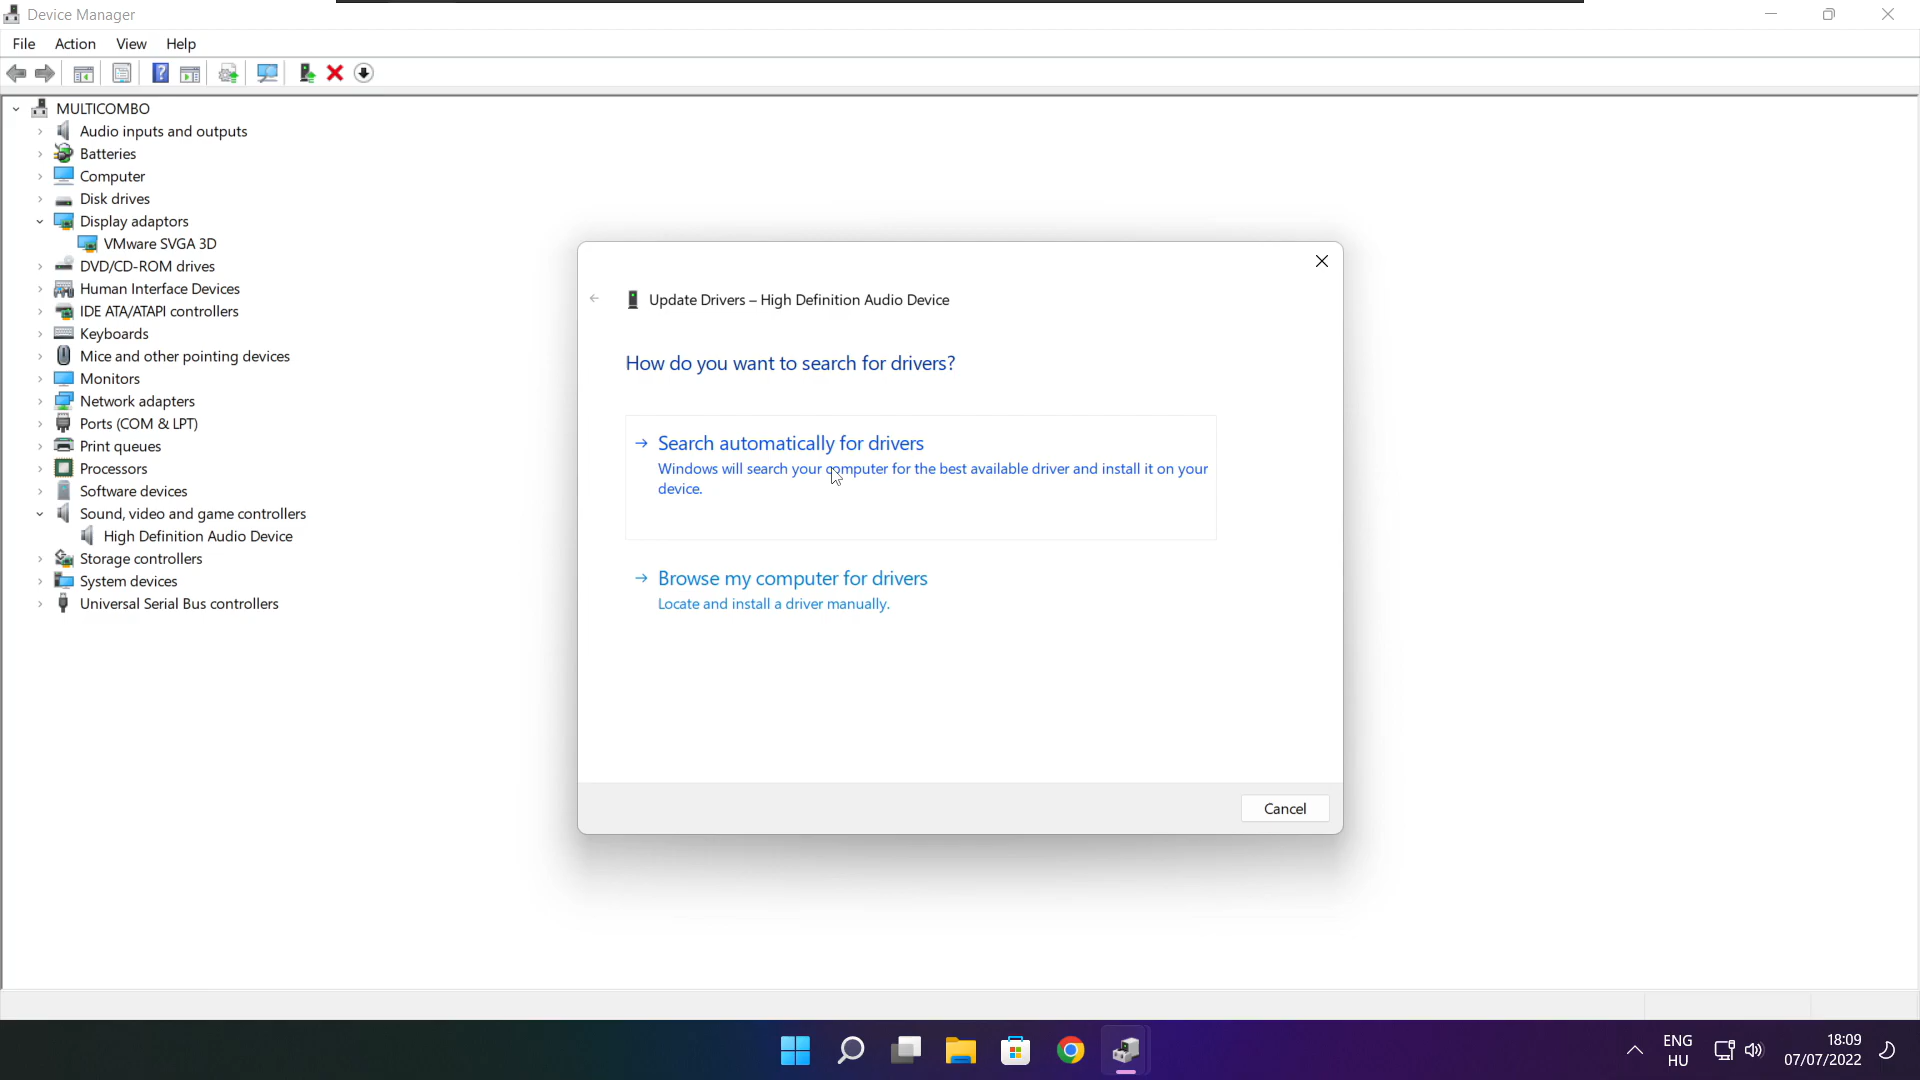 Device Manager
File Action View Help
MULTICOMBO
Audio inputs and outputs
Batteries
Computer
Disk drives
Display adaptors
VMware SVGA 3D
DVD/CD-ROM drives
Human Interface Devices
IDE ATA/ATAPI controllers
Keyboards
Mice and other pointing devices
Monitors
Network adapters
Ports (COM & LPT)
Print queues
Processors
Software devices
Sound, video and game controllers
High Definition Audio Device
Storage controllers
System devices
Universal Serial Bus controllers
Update Drivers – High Definition Audio Device
How do you want to search for drivers?
Search automatically for drivers
Windows will search your computer for the best available driver and install it on your
device.
Browse my computer for drivers
Locate and install a driver manually.
Cancel
ENG
HU
18:09
07/07/2022